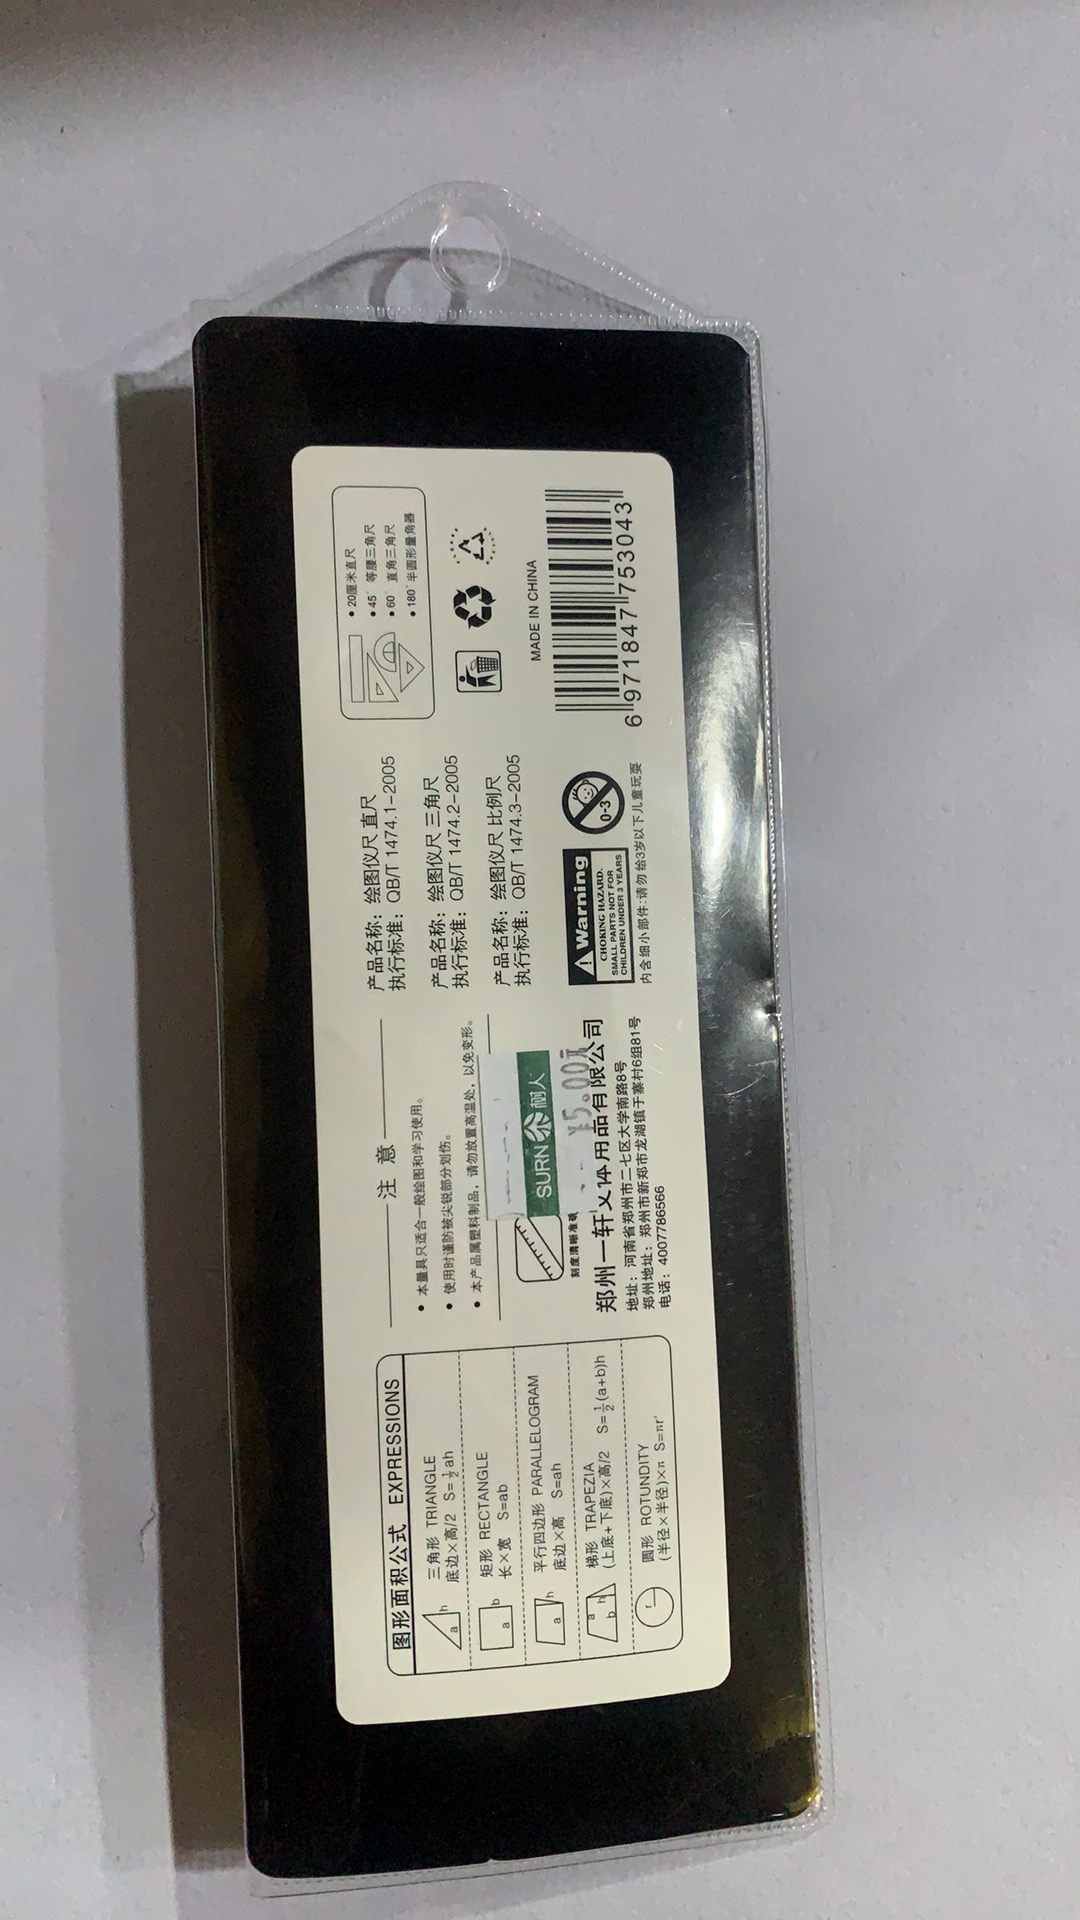 图形面积公式 EXPRESSIONS
a
h
三角形 TRIANGLE
底边×高/2 S=½ah
a
b
矩形 RECTANGLE
长×宽 S=ab
a
h
平行四边形 PARALLELOGRAM
底边×高 S=ah
a
b
h
梯形 TRAPEZIA
(上底+下底)×高/2 S=½(a+b)h
r
圆形 ROTUNDITY
(半径×半径)×π S=πr²
注 意
• 本量具只适合一般绘图和学习使用。
• 使用时谨防被尖锐部分划伤。
• 本产品属塑料制品，请勿放置高温处，以免变形。
刻度清晰准确
SURN 树人
¥5.00元
郑州一轩文体用品有限公司
地址：河南省郑州市二七区大学南路8号
郑州地址：郑州市新郑市龙湖镇于寨村6组81号
电话：4007786566
产品名称：绘图仪尺 直尺
执行标准：QB/T 1474.1-2005
产品名称：绘图仪尺 三角尺
执行标准：QB/T 1474.2-2005
产品名称：绘图仪尺 比例尺
执行标准：QB/T 1474.3-2005
Warning
CHOKING HAZARD.
SMALL PARTS NOT FOR
CHILDREN UNDER 3 YEARS
0-3
内含细小部件:请勿给3岁以下儿童玩耍
• 20厘米直尺
• 45° 等腰三角尺
• 60° 直角三角尺
• 180° 半圆形量角器
MADE IN CHINA
6 971847 753043